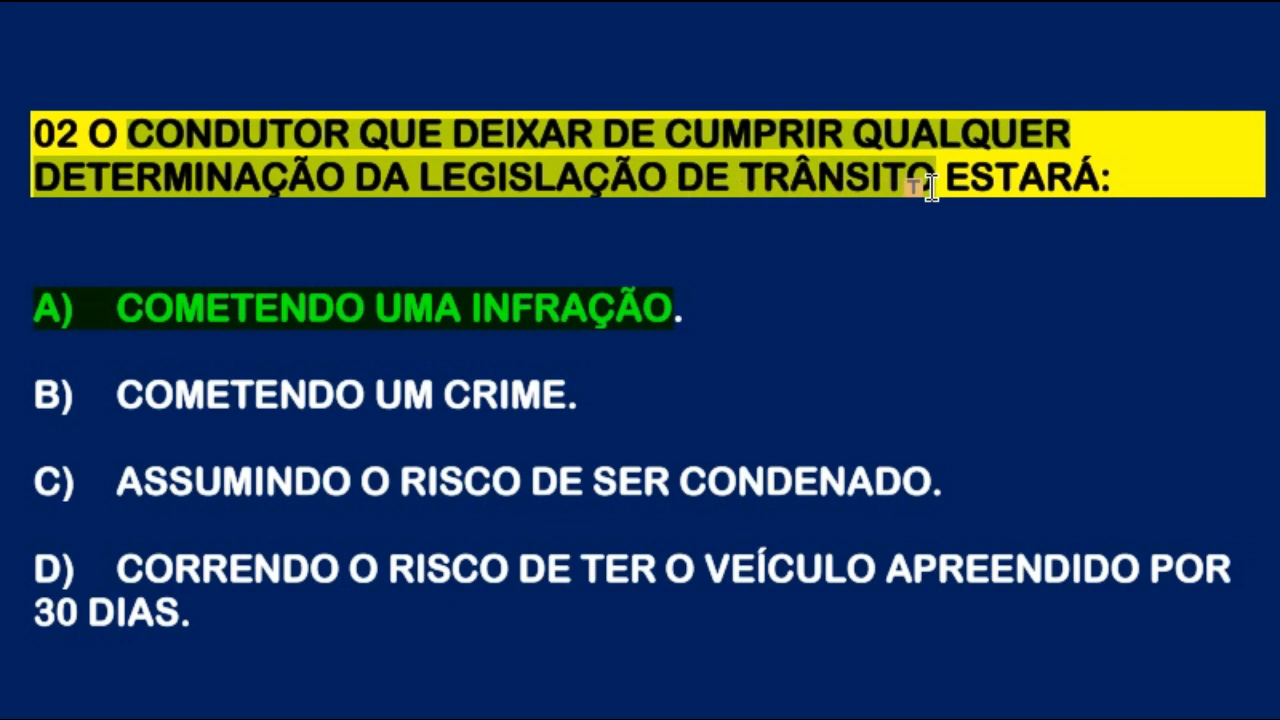 02 O CONDUTOR QUE DEIXAR DE CUMPRIR QUALQUER
DETERMINAÇÃO DA LEGISLAÇÃO DE TRÂNSITO, ESTARÁ:
A) COMETENDO UMA INFRAÇÃO.
B) COMETENDO UM CRIME.
C) ASSUMINDO O RISCO DE SER CONDENADO.
D) CORRENDO O RISCO DE TER O VEÍCULO APREENDIDO POR
30 DIAS.